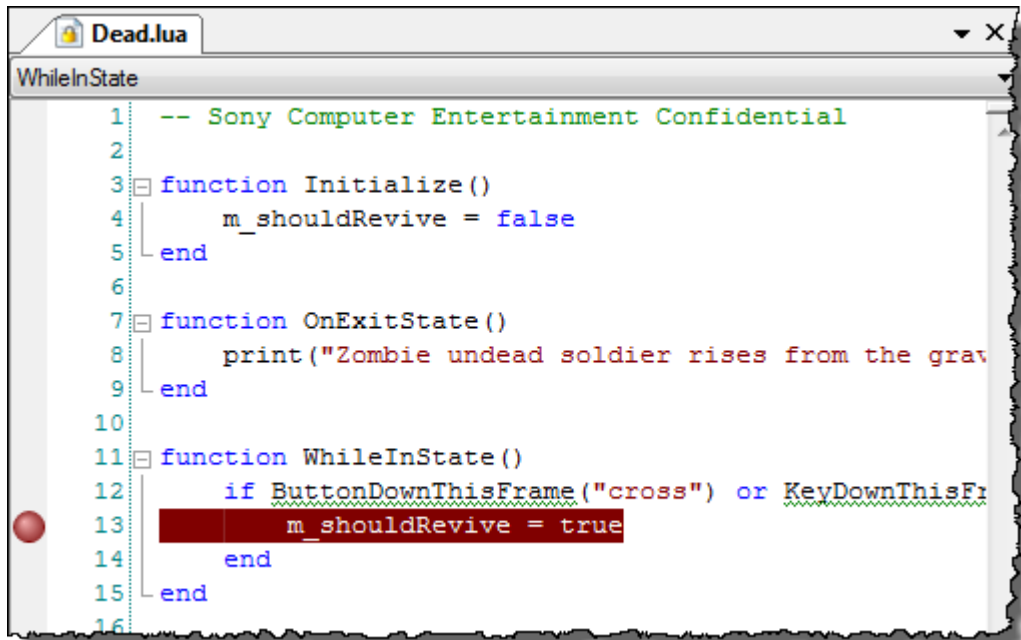 Dead.lua
WhileInState
1 -- Sony Computer Entertainment Confidential
2
3 function Initialize()
4 m_shouldRevive = false
5 end
6
7 function OnExitState()
8 print("Zombie undead soldier rises from the grav
9 end
10
11 function WhileInState()
12 if ButtonDownThisFrame("cross") or KeyDownThisFr
13 m_shouldRevive = true
14 end
15 end
16